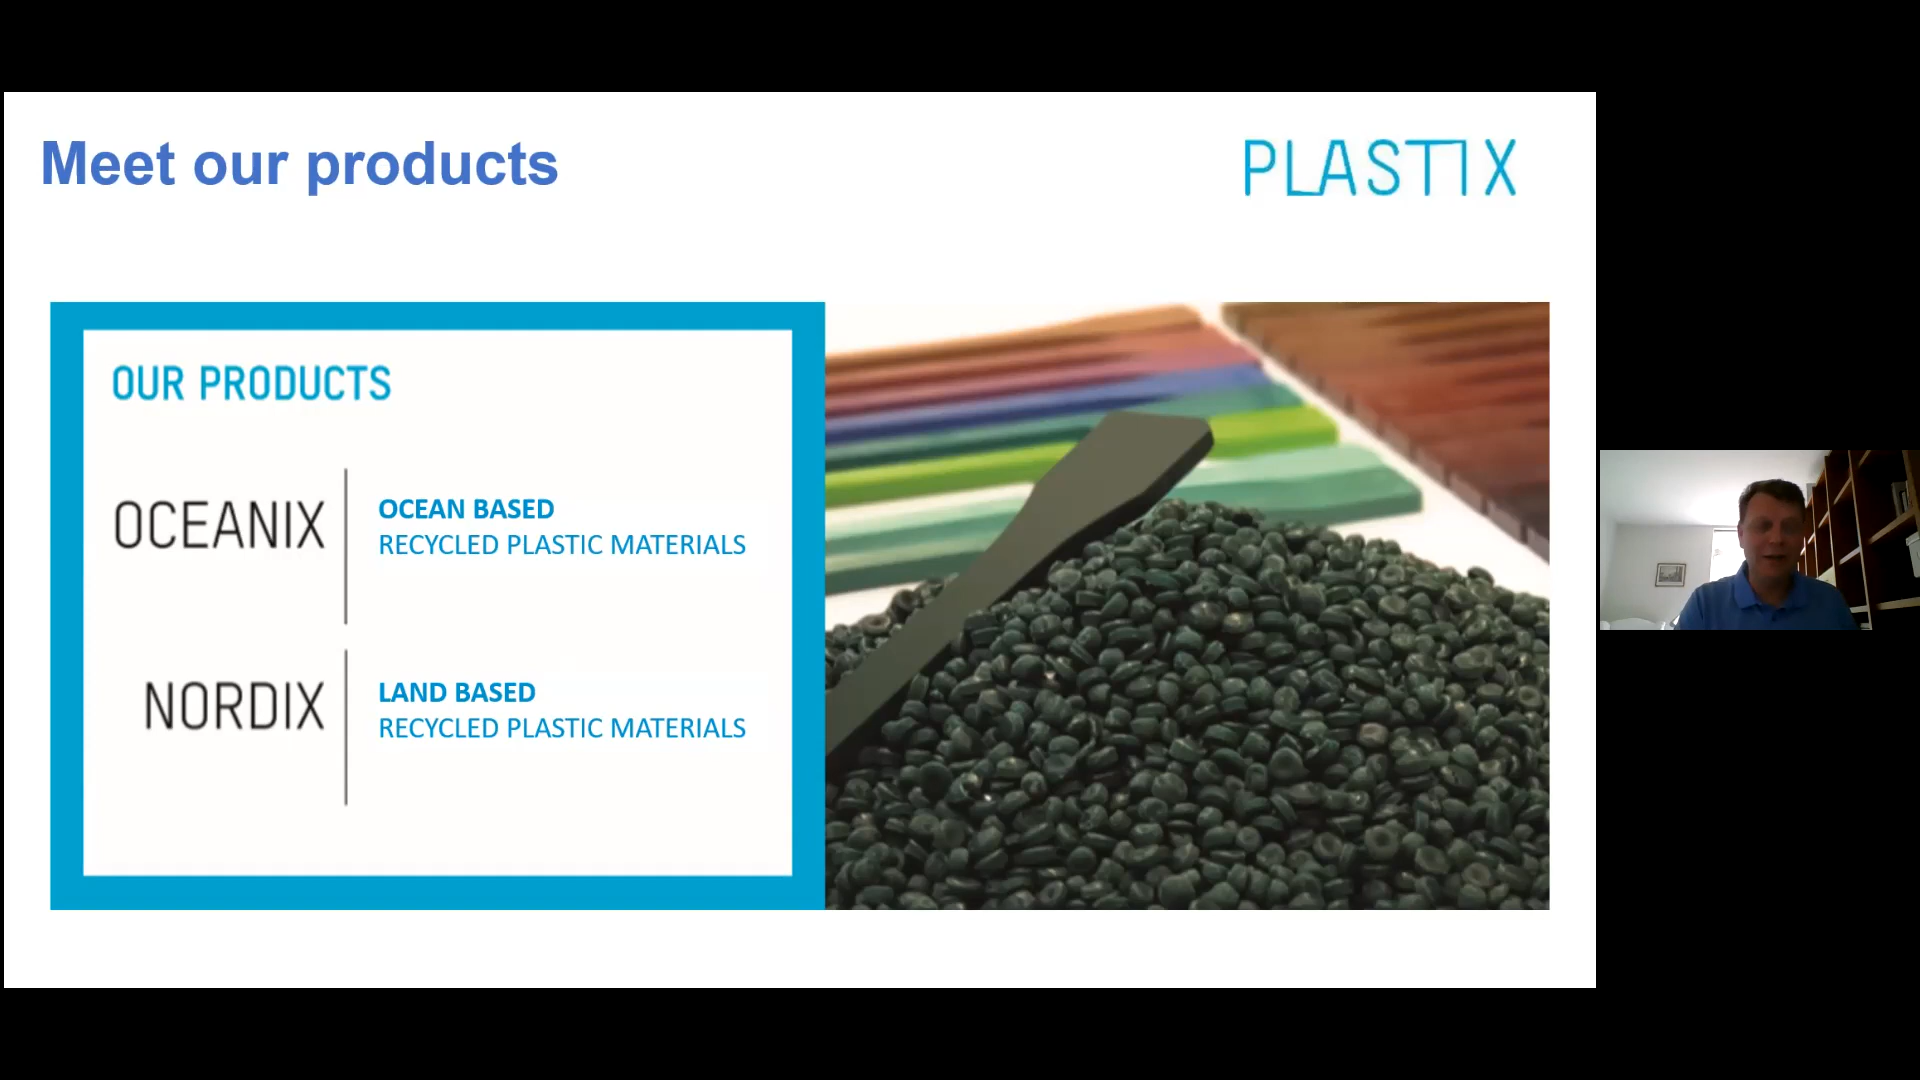 Meet our products
PLASTIX
OUR PRODUCTS
OCEANIX
OCEAN BASED
RECYCLED PLASTIC MATERIALS
NORDIX
LAND BASED
RECYCLED PLASTIC MATERIALS